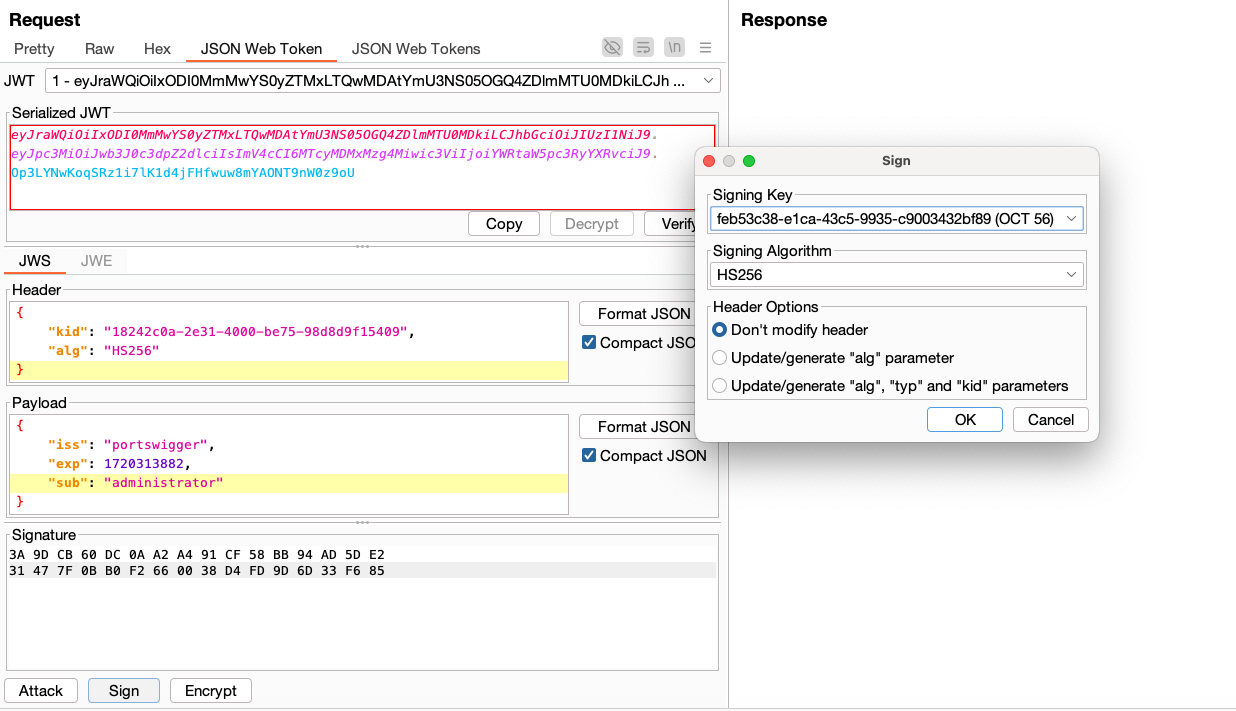 Request
Pretty Raw Hex JSON Web Token JSON Web Tokens \n
JWT 1 - eyJraWQiOiIxODI0MmMwYS0yZTMxLTQwMDAtYmU3NS05OGQ4ZDlmMTU0MDkiLCJh ...
Serialized JWT
eyJraWQiOiIxODI0MmMwYS0yZTMxLTQwMDAtYmU3NS05OGQ4ZDlmMTU0MDkiLCJhbGciOiJIUzI1NiJ9.
eyJpc3MiOiJwb3J0c3dpZ2dlciIsImV4cCI6MTcyMDMxMzg4Miwic3ViIjoiYWRtaW5pc3RyYXRvciJ9.
Op3LYNwKoqSRz1i7lK1d4jFHfwuw8mYAONT9nW0z9oU
Copy Decrypt Verify
JWS JWE
Header
{
"kid": "18242c0a-2e31-4000-be75-98d8d9f15409",
"alg": "HS256"
}
Format JSON
Compact JSO
Payload
{
"iss": "portswigger",
"exp": 1720313882,
"sub": "administrator"
}
Format JSON
Compact JSON
Signature
3A 9D CB 60 DC 0A A2 A4 91 CF 58 BB 94 AD 5D E2
31 47 7F 0B B0 F2 66 00 38 D4 FD 9D 6D 33 F6 85
Attack Sign Encrypt
Response
Sign
Signing Key
feb53c38-e1ca-43c5-9935-c9003432bf89 (OCT 56)
Signing Algorithm
HS256
Header Options
Don't modify header
Update/generate "alg" parameter
Update/generate "alg", "typ" and "kid" parameters
OK Cancel